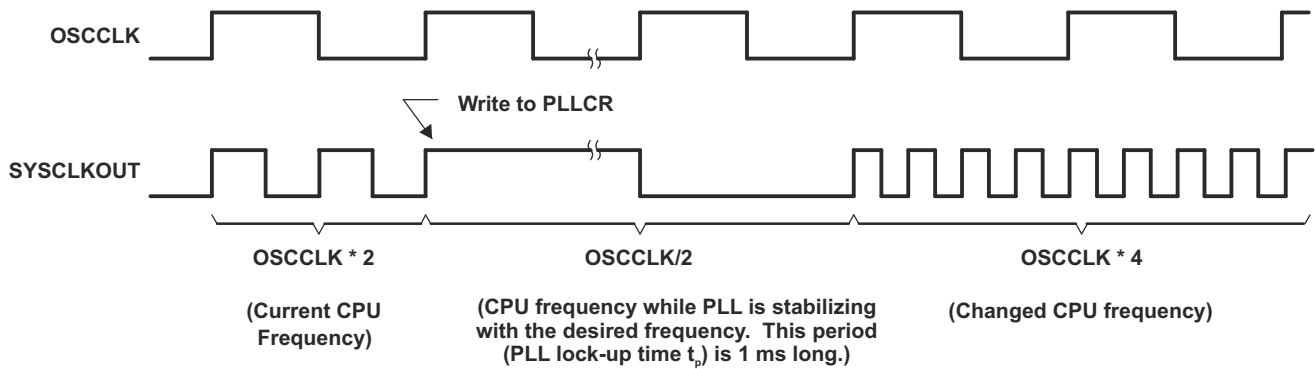 OSCCLK
Write to PLLCR
SYSCLKOUT
OSCCLK * 2
(Current CPU
Frequency)
OSCCLK/2
(CPU frequency while PLL is stabilizing
with the desired frequency. This period
(PLL lock-up time tp) is 1 ms long.)
OSCCLK * 4
(Changed CPU frequency)